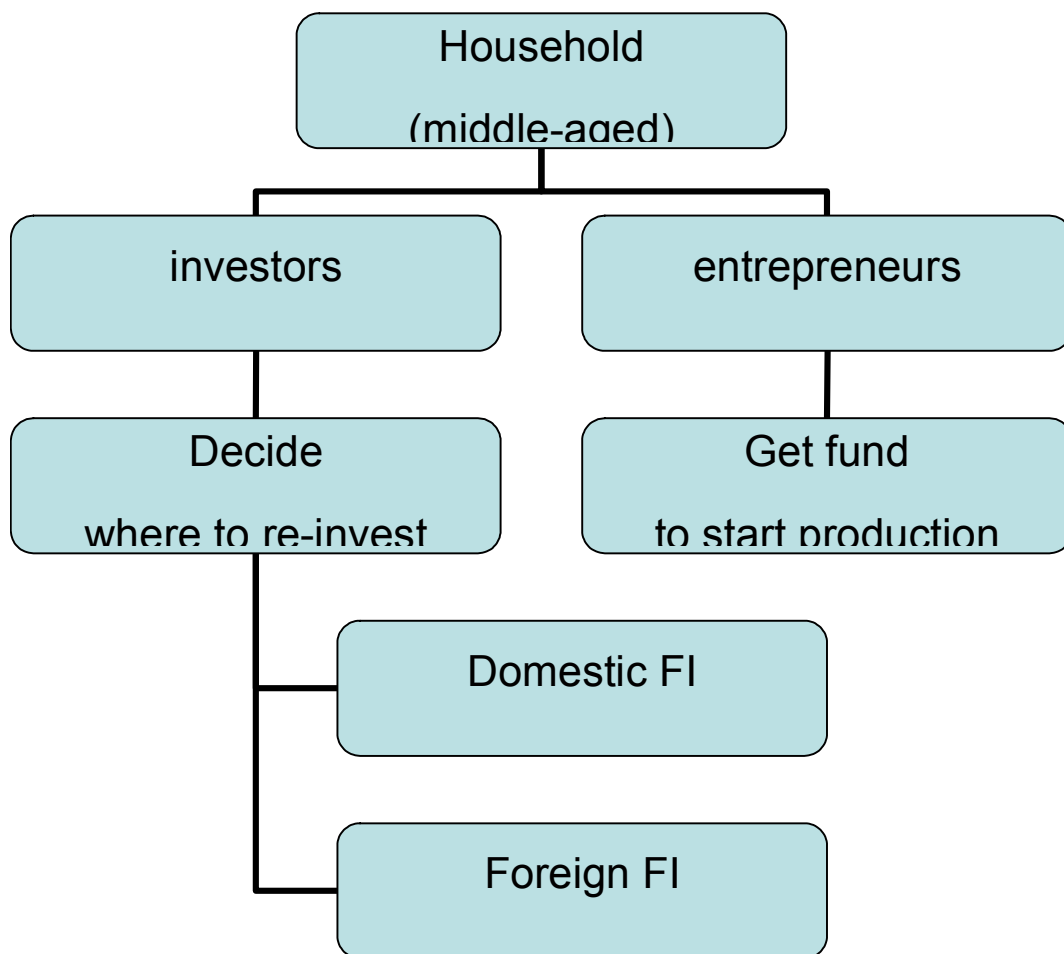 Household
(middle-aged)
investors
entrepreneurs
Decide
where to re-invest
Get fund
to start production
Domestic FI
Foreign FI